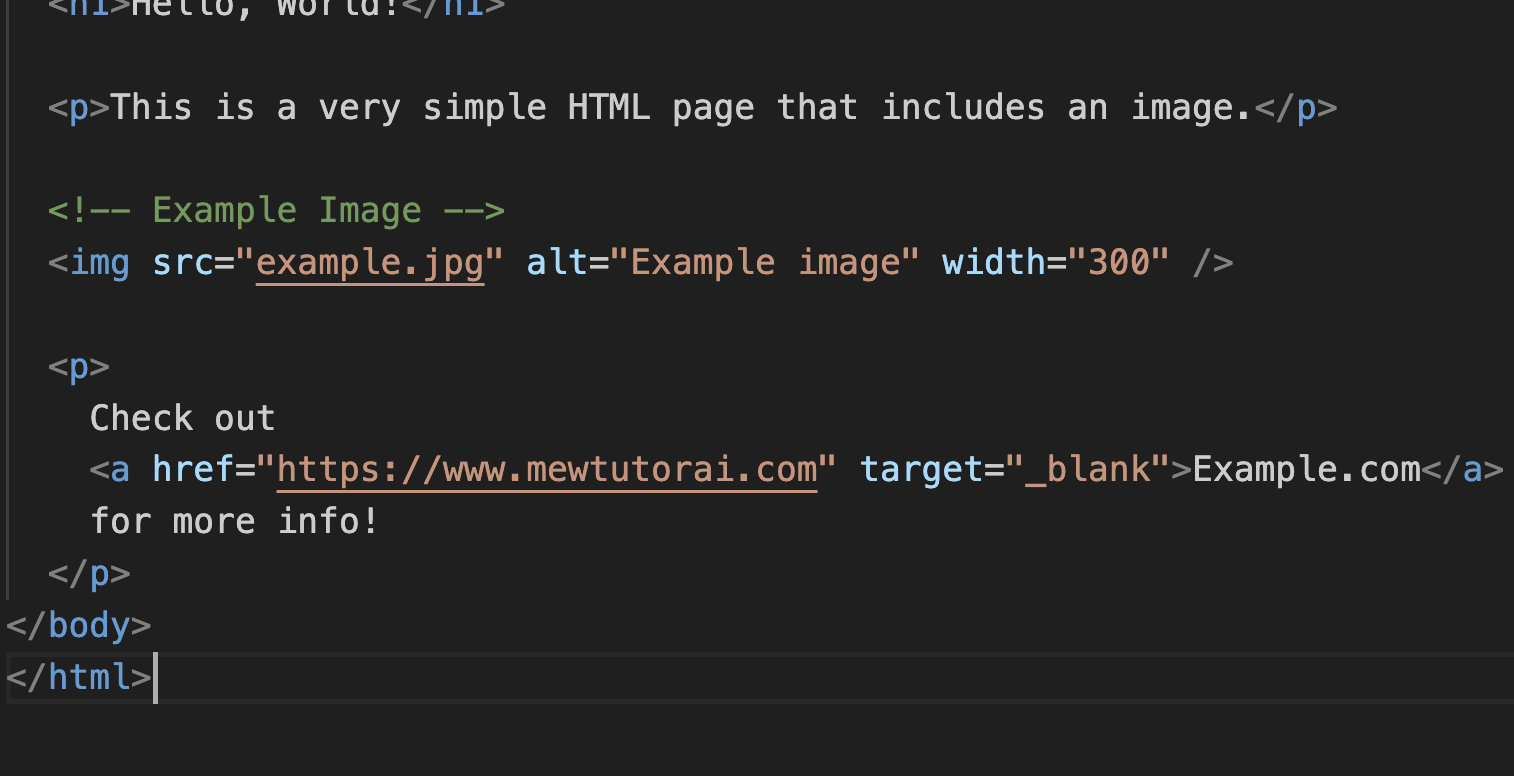 <h1>Hello, World!</h1>
<p>This is a very simple HTML page that includes an image.</p>
<!-- Example Image -->
<img src="example.jpg" alt="Example image" width="300" />
<p>
Check out
<a href="https://www.mewtutorai.com" target="_blank">Example.com</a>
for more info!
</p>
</body>
</html>